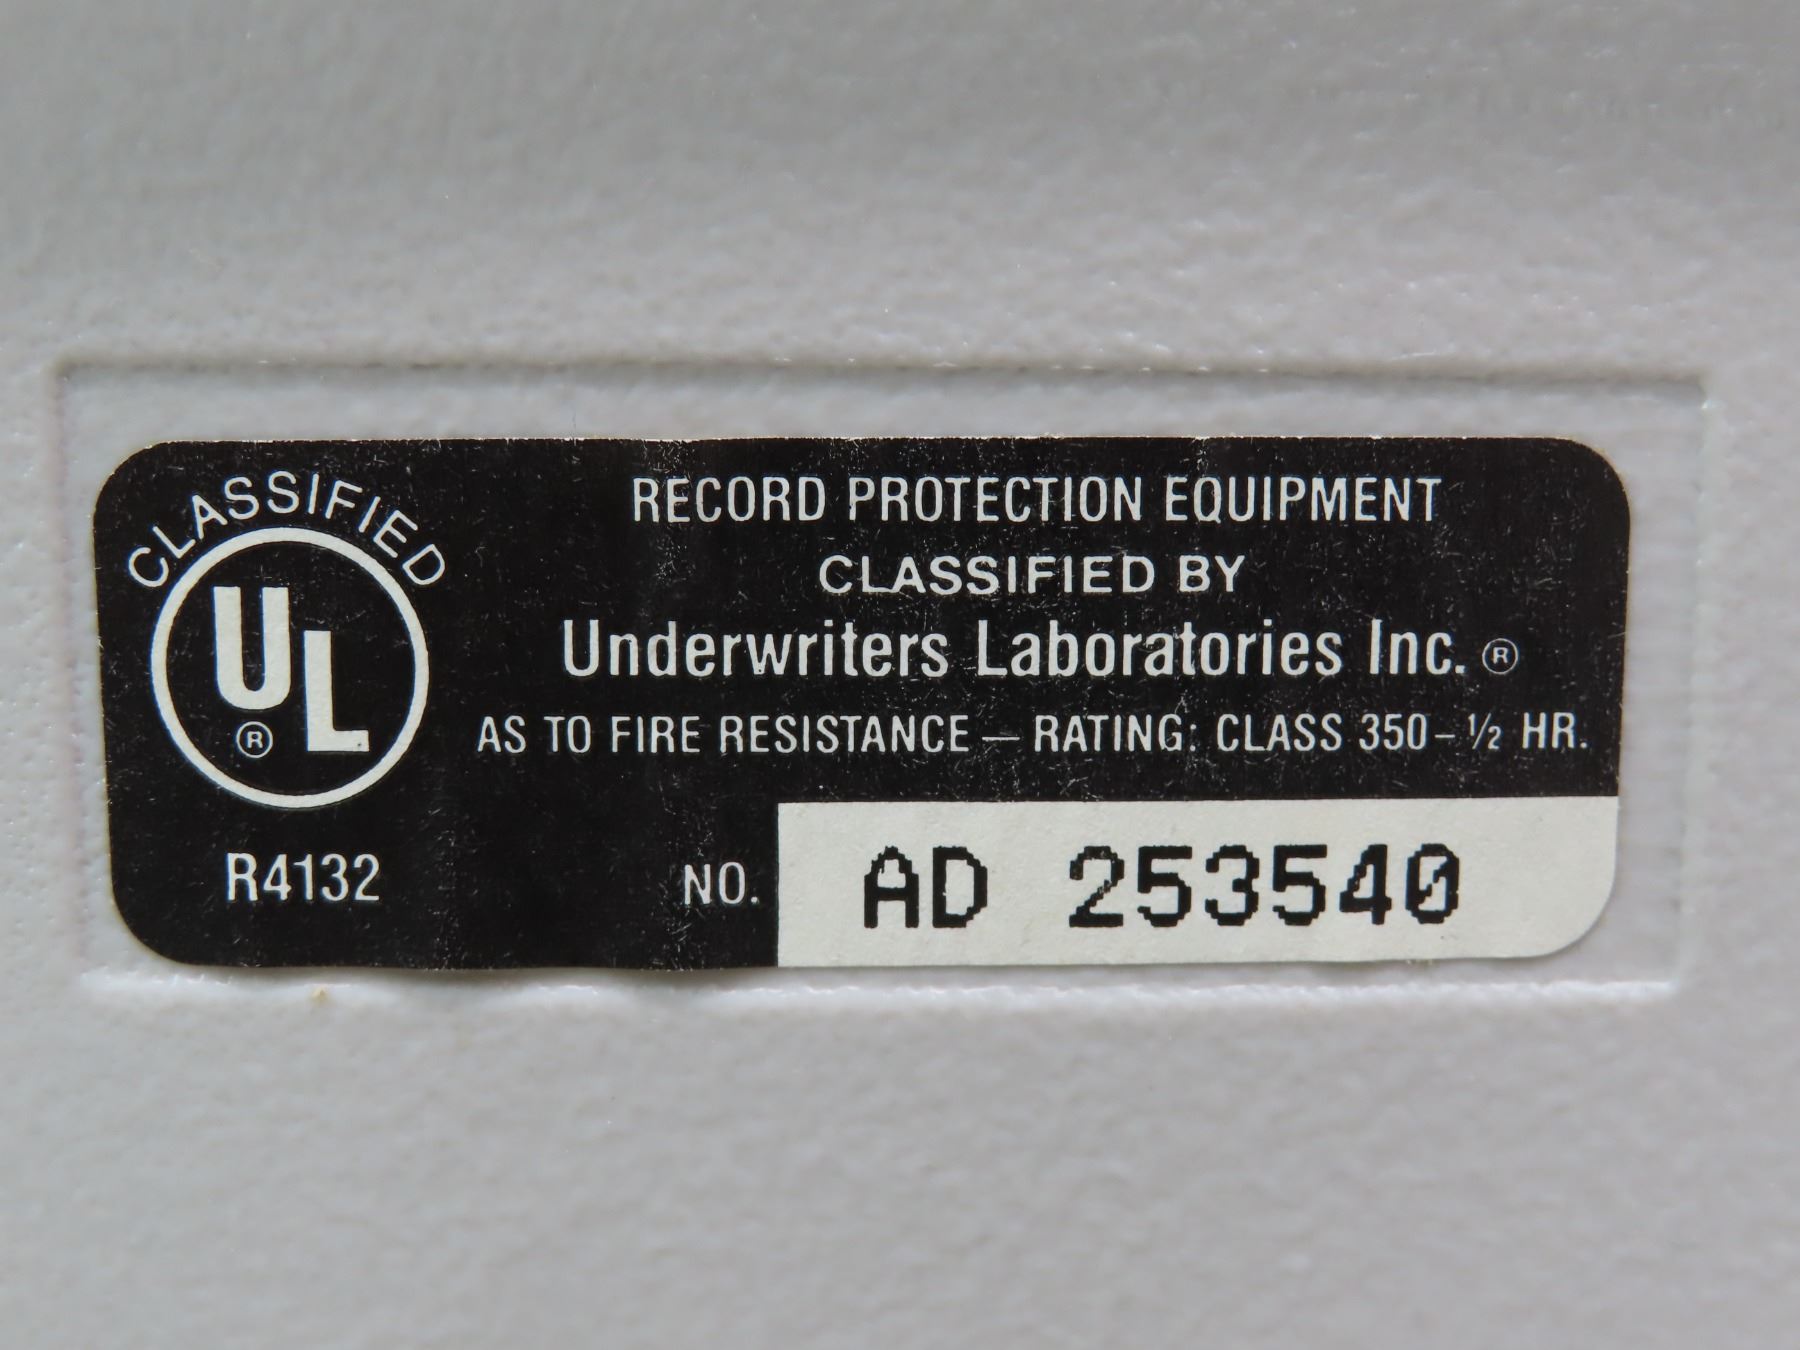 CLASSIFIED
UL®
R4132
RECORD PROTECTION EQUIPMENT
CLASSIFIED BY
Underwriters Laboratories Inc. ®
AS TO FIRE RESISTANCE — RATING: CLASS 350 – ½ HR.
NO. AD 253540